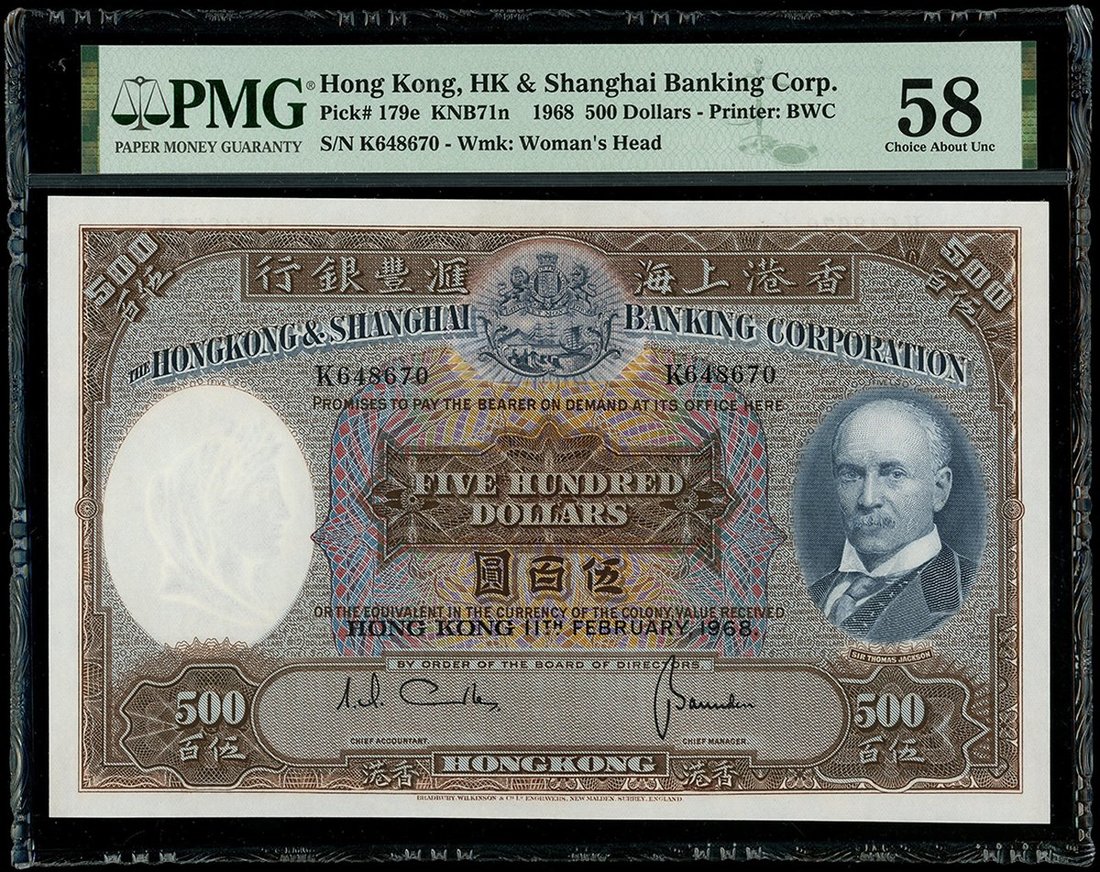 PMG® Hong Kong, HK & Shanghai Banking Corp.
Pick# 179e KNB71n 1968 500 Dollars - Printer: BWC
PAPER MONEY GUARANTY S/N K648670 - Wmk: Woman's Head
58
Choice About Unc
500
伍百
行銀豐滙 海上港香
500
伍百
THE HONGKONG & SHANGHAI BANKING CORPORATION
K648670 K648670
PROMISES TO PAY THE BEARER ON DEMAND AT ITS OFFICE HERE
FIVE HUNDRED
DOLLARS
圓百伍
OR THE EQUIVALENT IN THE CURRENCY OF THE COLONY VALUE RECEIVED
HONG KONG 11TH FEBRUARY, 1968.
SIR THOMAS JACKSON
BY ORDER OF THE BOARD OF DIRECTORS.
500 500
百伍 百伍
CHIEF ACCOUNTANT CHIEF MANAGER
港香 HONGKONG 港香
BRADBURY, WILKINSON & Co Ld ENGRAVERS, NEW MALDEN, SURREY, ENGLAND